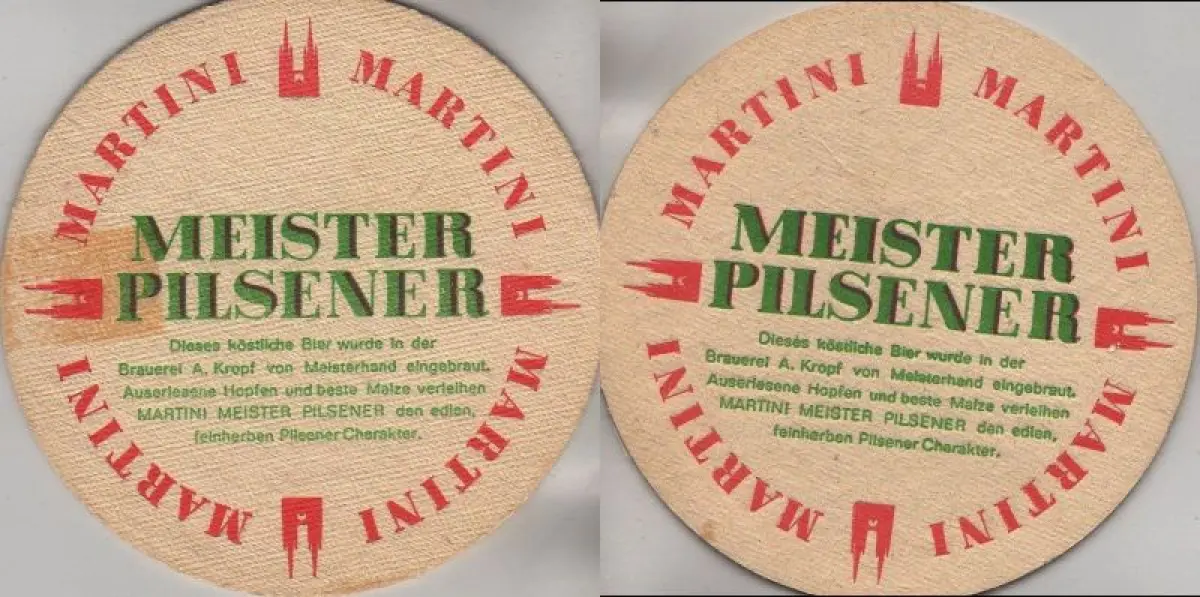 MARTINI MARTINI
MEISTER
PILSENER
Dieses köstliche Bier wurde in der
Brauerei A. Kropf von Meisterhand eingebraut.
Auserlesene Hopfen und beste Malze verleihen
MARTINI MEISTER PILSENER den edlen,
feinherben Pilsener Charakter.
MARTINI MARTINI
MARTINI MARTINI
MEISTER
PILSENER
Dieses köstliche Bier wurde in der
Brauerei A. Kropf von Meisterhand eingebraut.
Auserlesene Hopfen und beste Malze verleihen
MARTINI MEISTER PILSENER den edlen,
feinherben Pilsener Charakter.
MARTINI MARTINI